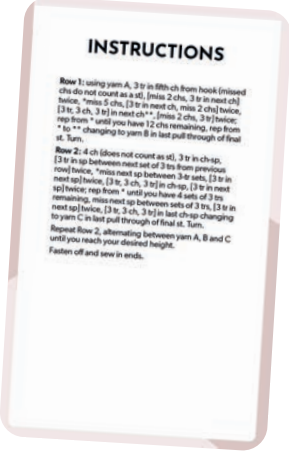 INSTRUCTIONS
Row 1: using yarn A, 3 tr in fifth ch from hook (missed
chs do not count as a st), [miss 2 chs, 3 tr in next ch]
twice, *miss 5 chs, [3 tr in next ch, miss 2 chs] twice,
[3 tr, 3 ch, 3 tr] in next ch**, [miss 2 chs, 3 tr] twice;
rep from * until you have 12 chs remaining, rep from
* to ** changing to yarn B in last pull through of final
st. Turn.
Row 2: 4 ch (does not count as st), 3 tr in ch-sp,
[3 tr in sp between next set of 3 trs from previous
row] twice, *miss next sp between 3-tr sets, [3 tr in
next sp] twice, [3 tr, 3 ch, 3 tr] in ch-sp, [3 tr in next
sp] twice; rep from * until you have 4 sets of 3 trs
remaining, miss next sp between sets of 3 trs, [3 tr in
next sp] twice, [3 tr, 3 ch, 3 tr] in last ch-sp changing
to yarn C in last pull through of final st. Turn.
Repeat Row 2, alternating between yarn A, B and C
until you reach your desired height.
Fasten off and sew in ends.